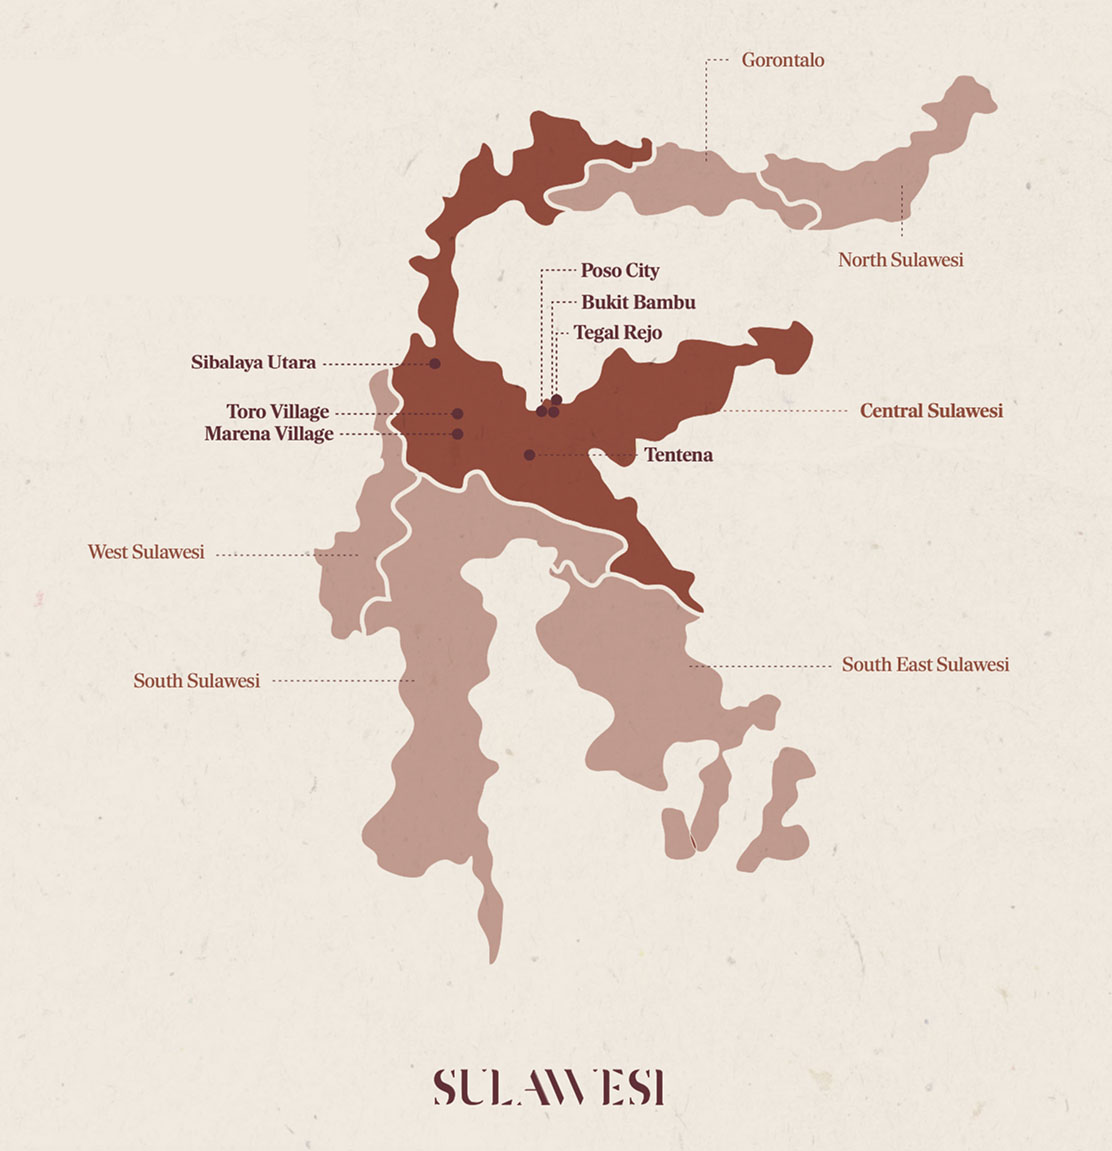 Gorontalo
North Sulawesi
Poso City
Bukit Bambu
Tegal Rejo
Sibalaya Utara
Toro Village
Marena Village
Central Sulawesi
Tentena
West Sulawesi
South East Sulawesi
South Sulawesi
SULAWESI